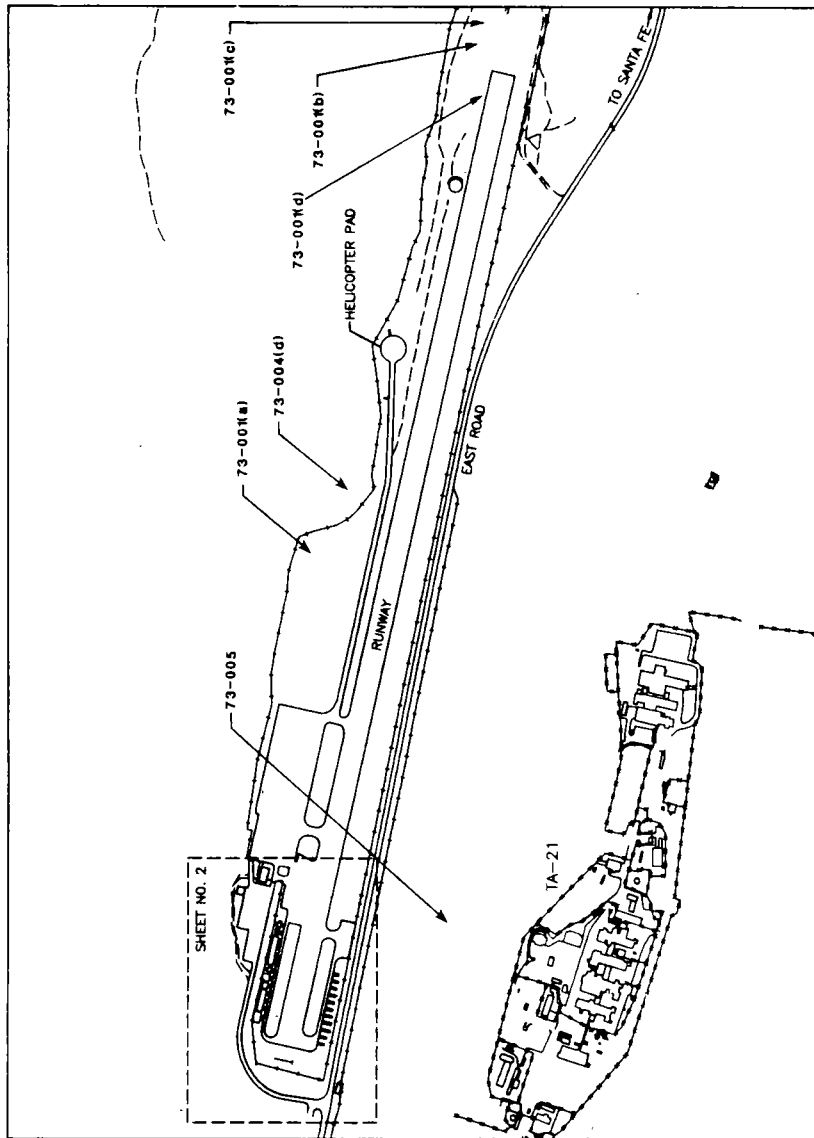 73-001(c)
73-001(b)
73-001(d)
TO SANTA FE
HELICOPTER PAD
73-004(d)
73-001(a)
EAST ROAD
RUNWAY
73-005
SHEET NO. 2
TA-21